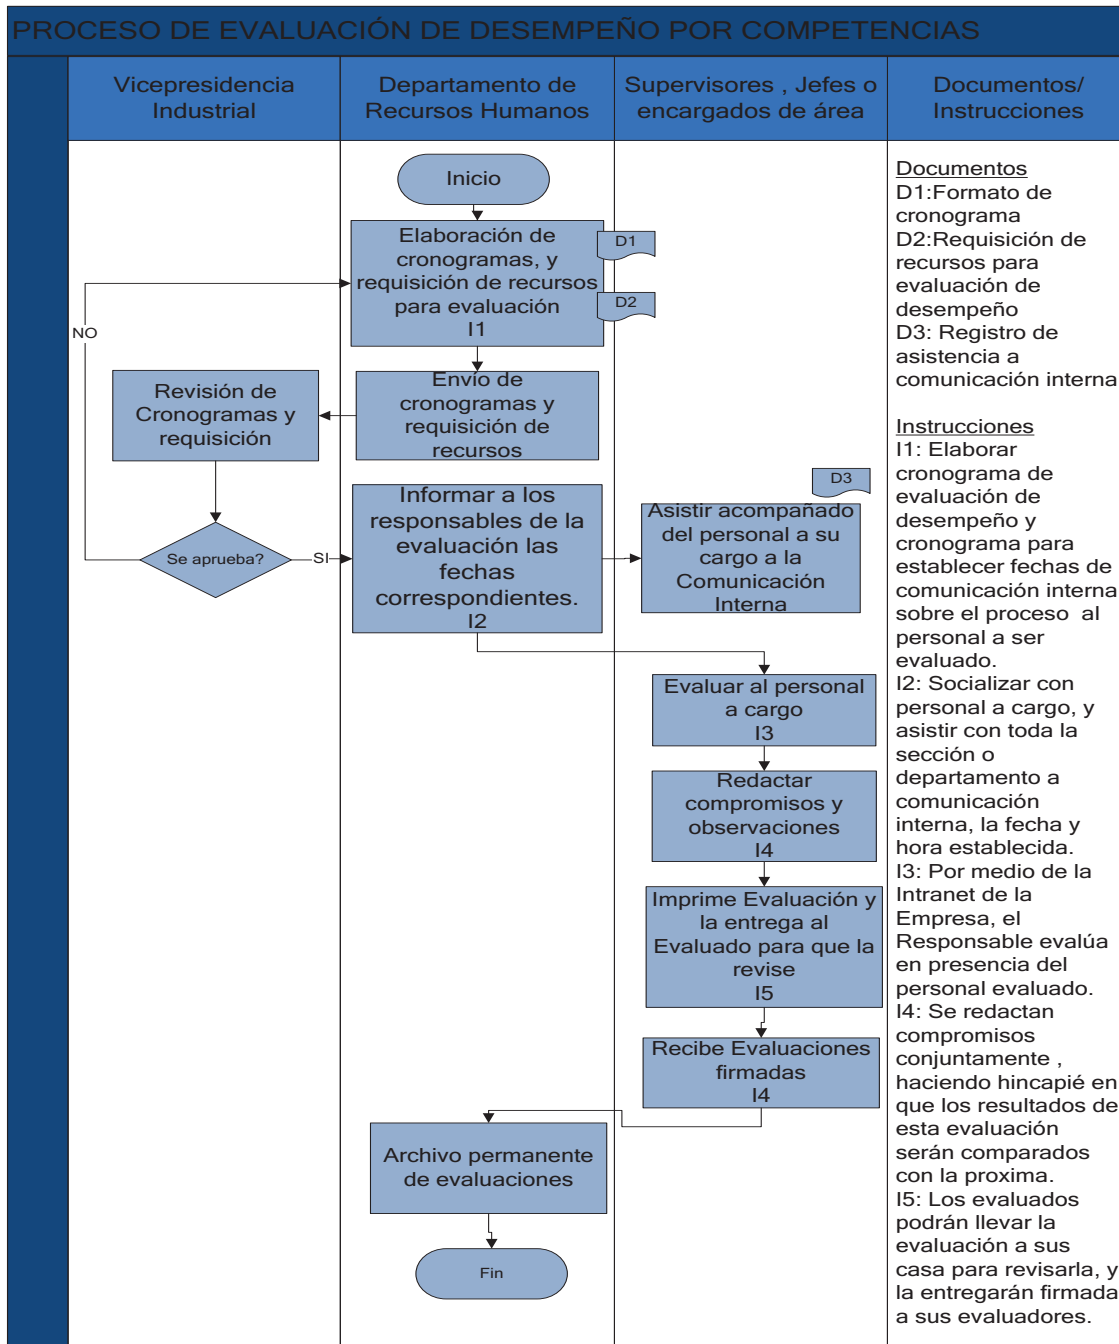 PROCESO DE EVALUACIÓN DE DESEMPEÑO POR COMPETENCIAS
Vicepresidencia
Industrial
Departamento de
Recursos Humanos
Supervisores , Jefes o
encargados de área
Documentos/
Instrucciones
Inicio
Elaboración de
cronogramas, y
requisición de recursos
para evaluación
I1
D1
D2
NO
Envío de
cronogramas y
requisición de
recursos
Revisión de
Cronogramas y
requisición
Se aprueba?
SI
Informar a los
responsables de la
evaluación las
fechas
correspondientes.
I2
D3
Asistir acompañado
del personal a su
cargo a la
Comunicación
Interna
Evaluar al personal
a cargo
I3
Redactar
compromisos y
observaciones
I4
Imprime Evaluación y
la entrega al
Evaluado para que la
revise
I5
Recibe Evaluaciones
firmadas
I4
Archivo permanente
de evaluaciones
Fin
Documentos
D1:Formato de
cronograma
D2:Requisición de
recursos para
evaluación de
desempeño
D3: Registro de
asistencia a
comunicación interna
Instrucciones
I1: Elaborar
cronograma de
evaluación de
desempeño y
cronograma para
establecer fechas de
comunicación interna
sobre el proceso al
personal a ser
evaluado.
I2: Socializar con
personal a cargo, y
asistir con toda la
sección o
departamento a
comunicación
interna, la fecha y
hora establecida.
I3: Por medio de la
Intranet de la
Empresa, el
Responsable evalúa
en presencia del
personal evaluado.
I4: Se redactan
compromisos
conjuntamente ,
haciendo hincapié en
que los resultados de
esta evaluación
serán comparados
con la proxima.
I5: Los evaluados
podrán llevar la
evaluación a sus
casa para revisarla, y
la entregarán firmada
a sus evaluadores.